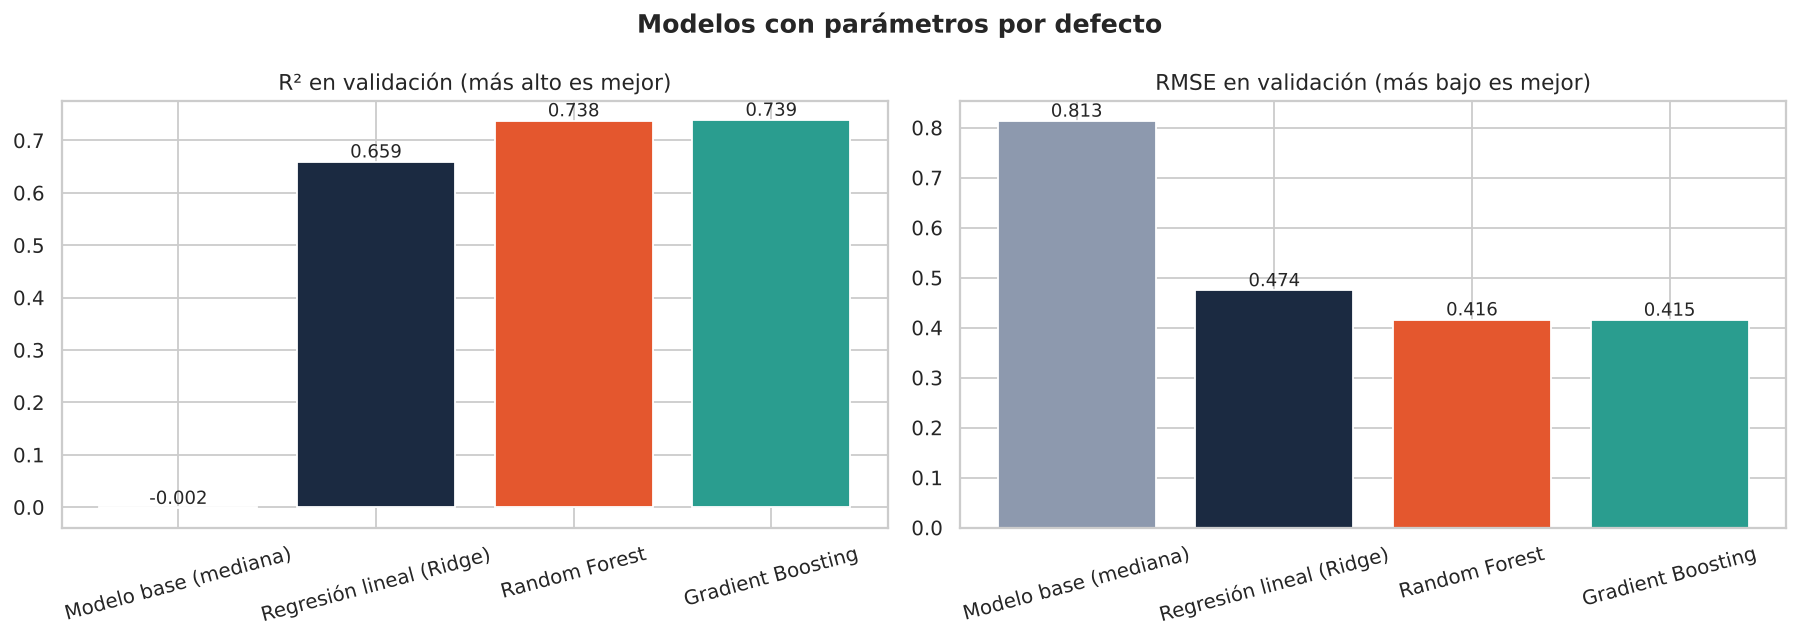 Modelos con parámetros por defecto
R² en validación (más alto es mejor)
0.7
0.6
0.5
0.4
0.3
0.2
0.1
0.0
-0.002
0.659
0.738
0.739
Modelo base (mediana)
Regresión lineal (Ridge)
Random Forest
Gradient Boosting
RMSE en validación (más bajo es mejor)
0.8
0.7
0.6
0.5
0.4
0.3
0.2
0.1
0.0
0.813
0.474
0.416
0.415
Modelo base (mediana)
Regresión lineal (Ridge)
Random Forest
Gradient Boosting